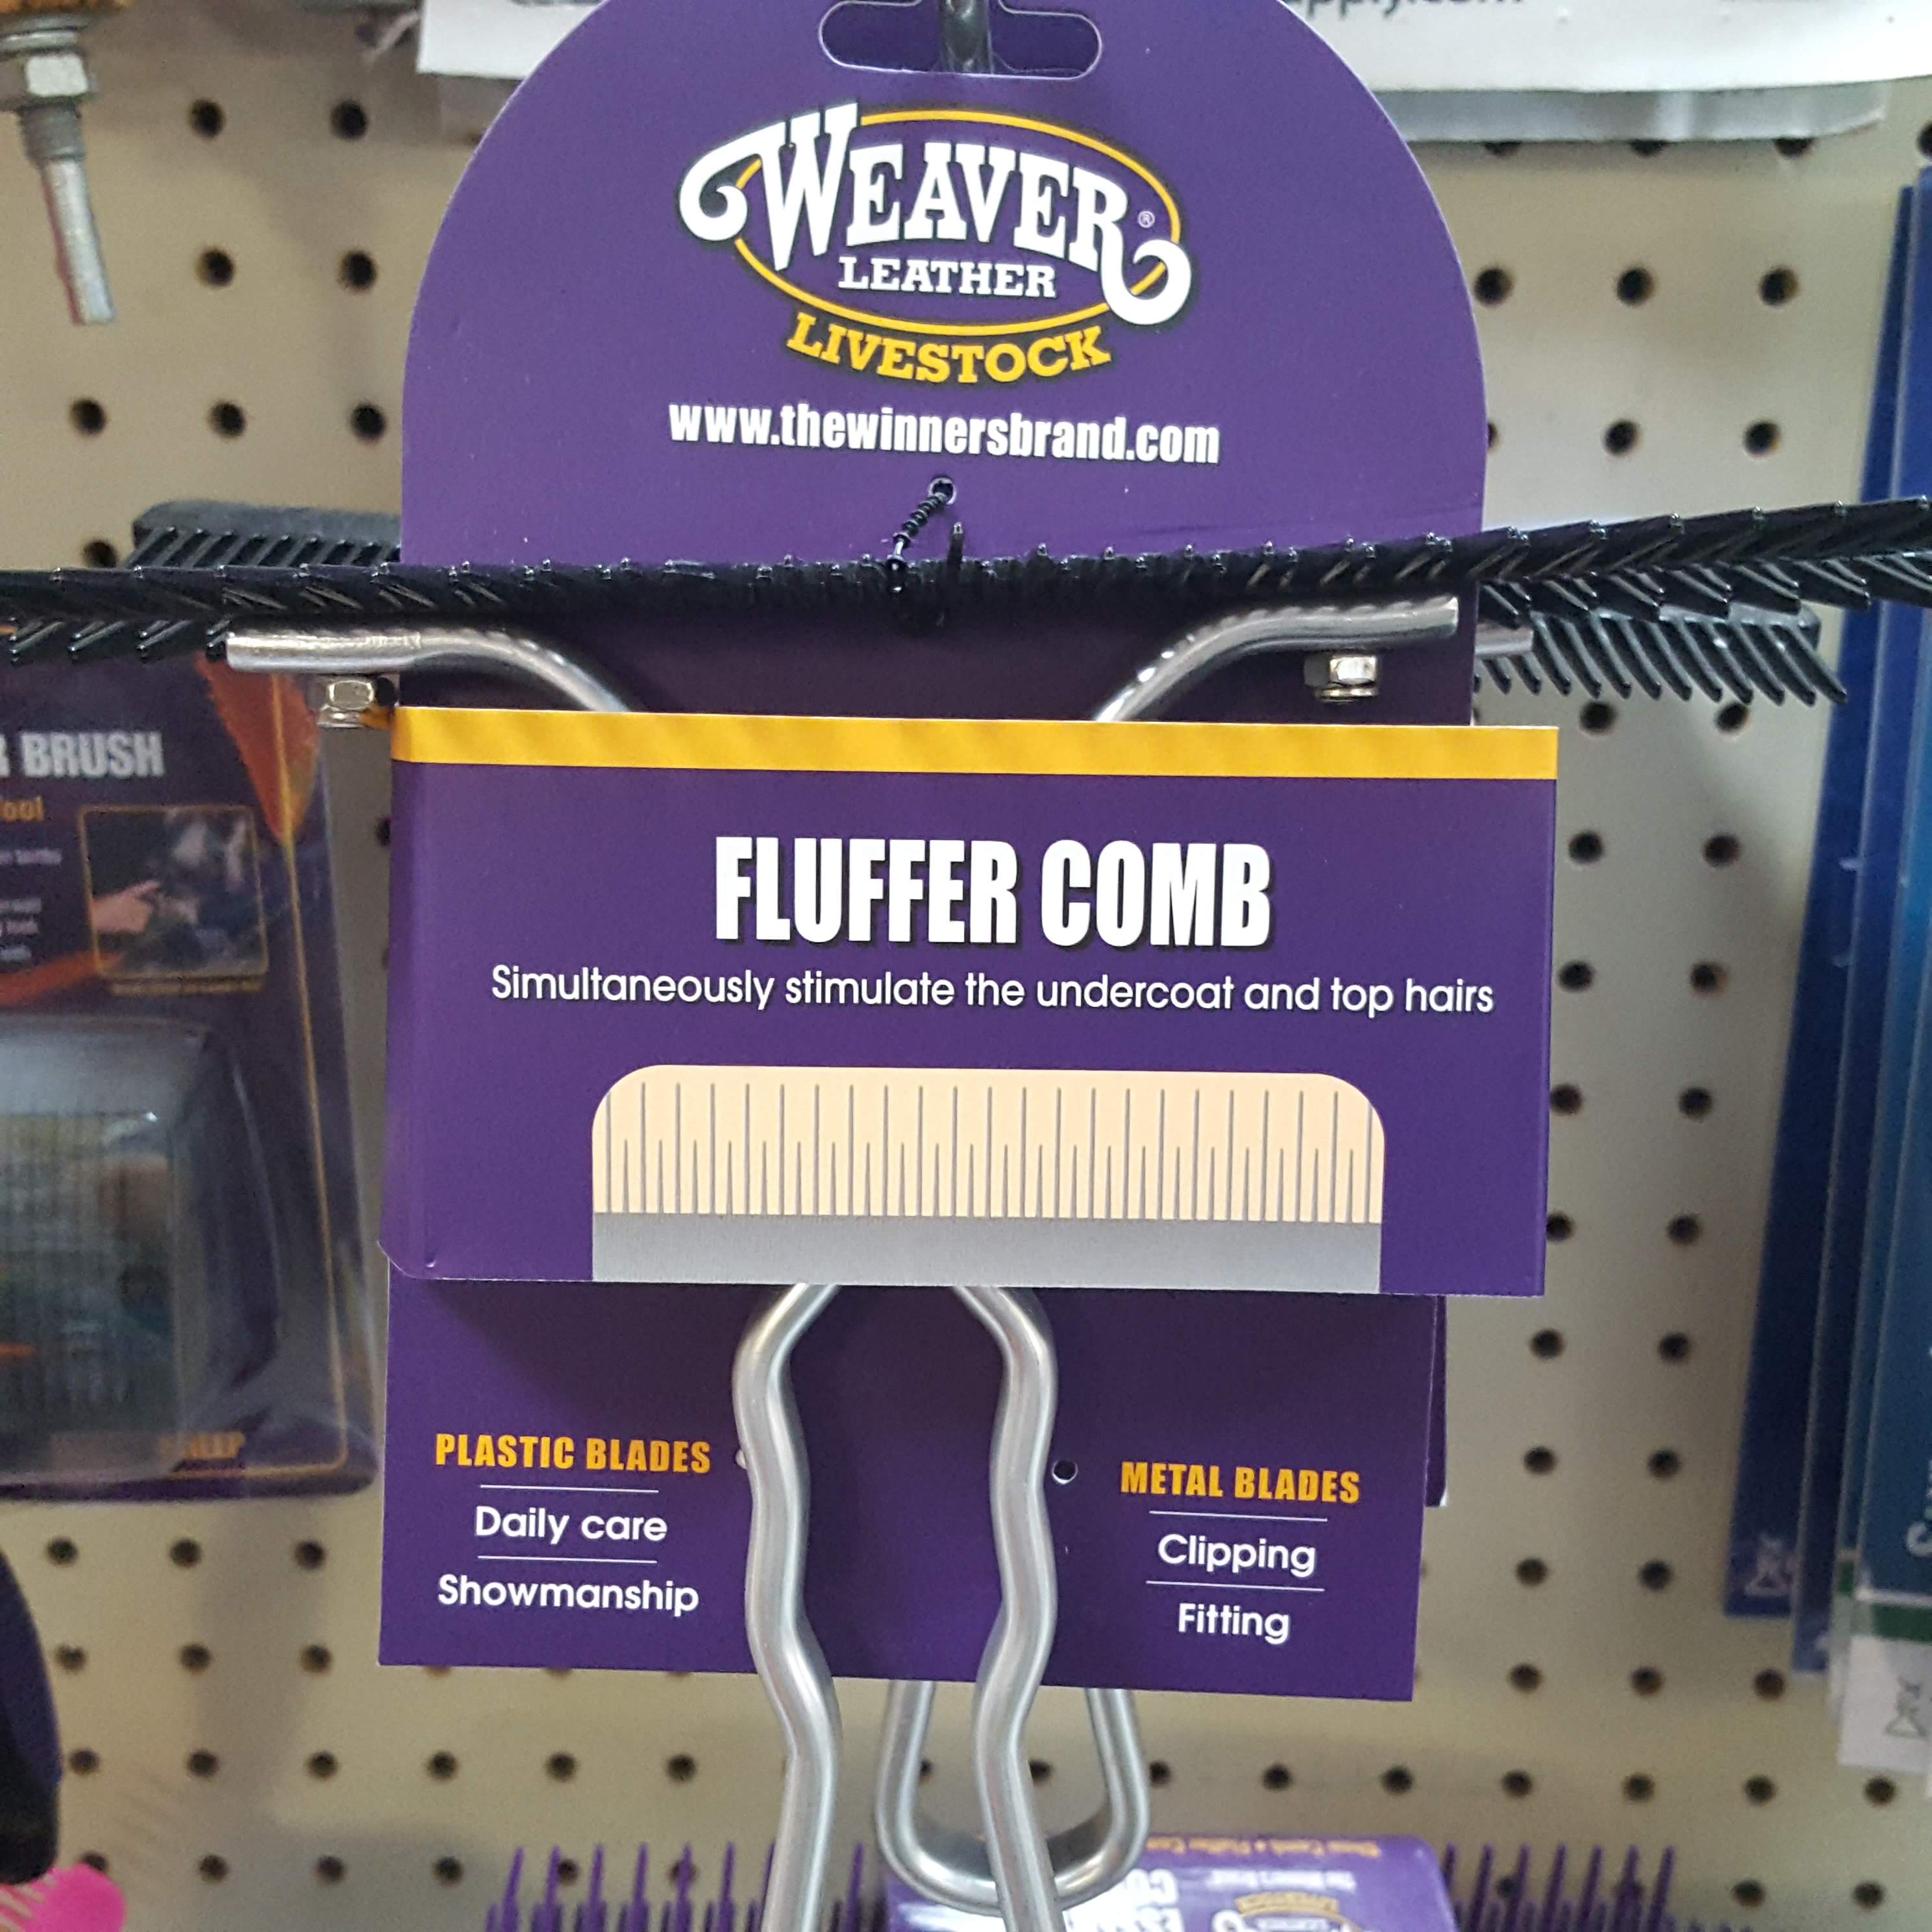 WEAVER®
LEATHER
LIVESTOCK
www.thewinnersbrand.com
BRUSH
FLUFFER COMB
Simultaneously stimulate the undercoat and top hairs
PLASTIC BLADES
Daily care
Showmanship
METAL BLADES
Clipping
Fitting